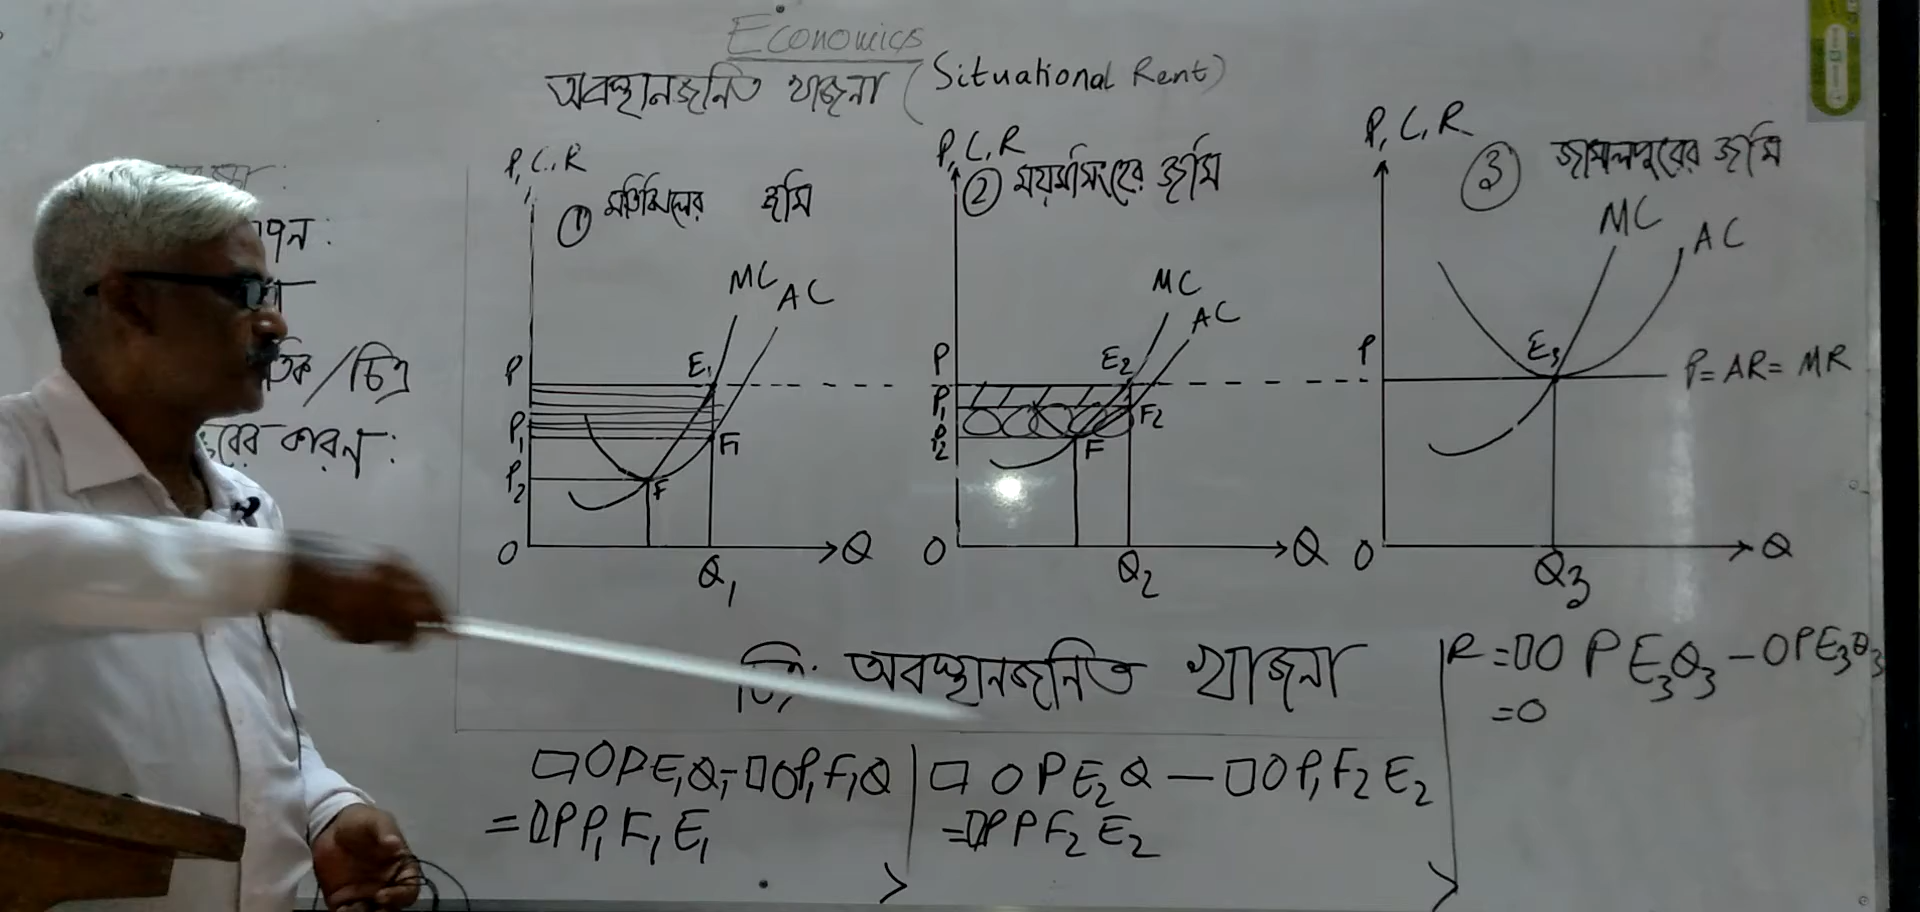 Economics
অবস্থানজনিত খাজনা (Situational Rent)
P, C, R
① মতিঝিলের জমি
MC
AC
P
E₁
P₁
F₁
P₂
F
O
Q₁
Q
P, C, R
② ময়মনসিংহের জমি
MC
AC
P
E₂
P₁
F₂
P₂
F
O
Q₂
Q
P, C, R
③ জামালপুরের জমি
MC
AC
P
E₃
P = AR = MR
O
Q₃
Q
চি: অবস্থানজনিত খাজনা
□OPE₁Q₁-□OP₁F₁Q
=□PP₁F₁E₁
□ OPE₂Q — □OP₁F₂E₂
=□PPF₂E₂
R = □OPE₃Q₃ – OPE₃Q₃
= 0
/চিত্র
কারণ: